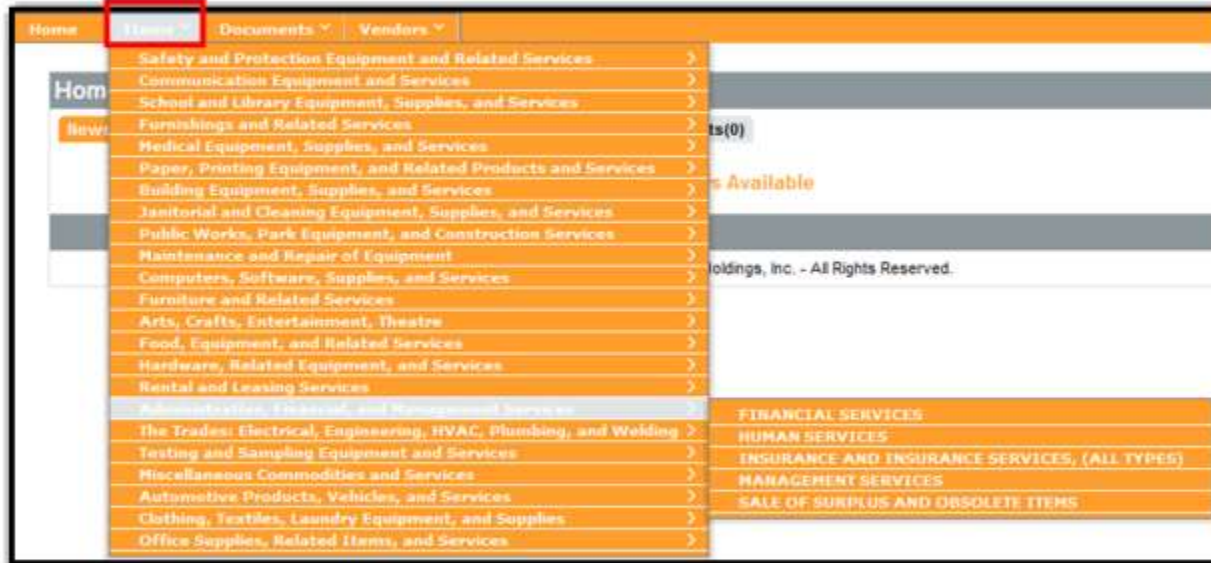 Home Items Documents Vendors
Safety and Protection Equipment and Related Services
Communication Equipment and Services
Hom
School and Library Equipment, Supplies, and Services
News
Furnishings and Related Services
ts(0)
Medical Equipment, Supplies, and Services
Paper, Printing Equipment, and Related Products and Services
s Available
Building Equipment, Supplies, and Services
Janitorial and Cleaning Equipment, Supplies, and Services
Public Works, Park Equipment, and Construction Services
Maintenance and Repair of Equipment
oldings, Inc. - All Rights Reserved.
Computers, Software, Supplies, and Services
Furniture and Related Services
Arts, Crafts, Entertainment, Theatre
Food, Equipment, and Related Services
Hardware, Related Equipment, and Services
Rental and Leasing Services
Administration, Financial, and Management Services
The Trades: Electrical, Engineering, HVAC, Plumbing, and Welding
Testing and Sampling Equipment and Services
Miscellaneous Commodities and Services
Automotive Products, Vehicles, and Services
Clothing, Textiles, Laundry Equipment, and Supplies
Office Supplies, Related Items, and Services
FINANCIAL SERVICES
HUMAN SERVICES
INSURANCE AND INSURANCE SERVICES, (ALL TYPES)
MANAGEMENT SERVICES
SALE OF SURPLUS AND OBSOLETE ITEMS